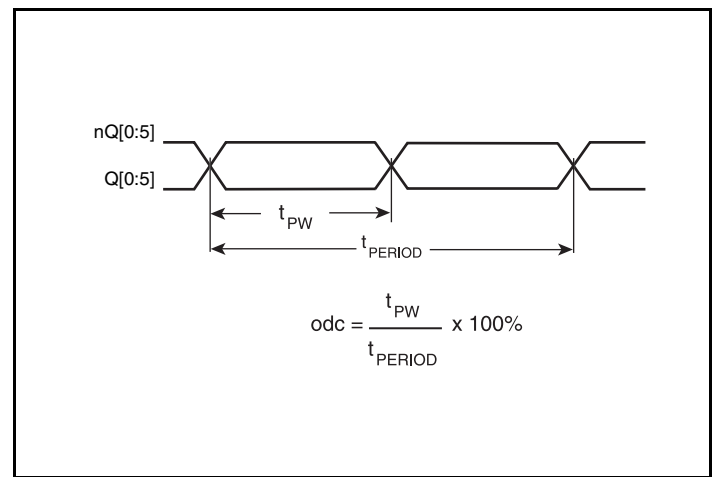 nQ[0:5]
Q[0:5]
tPW
tPERIOD
odc = tPW / tPERIOD x 100%